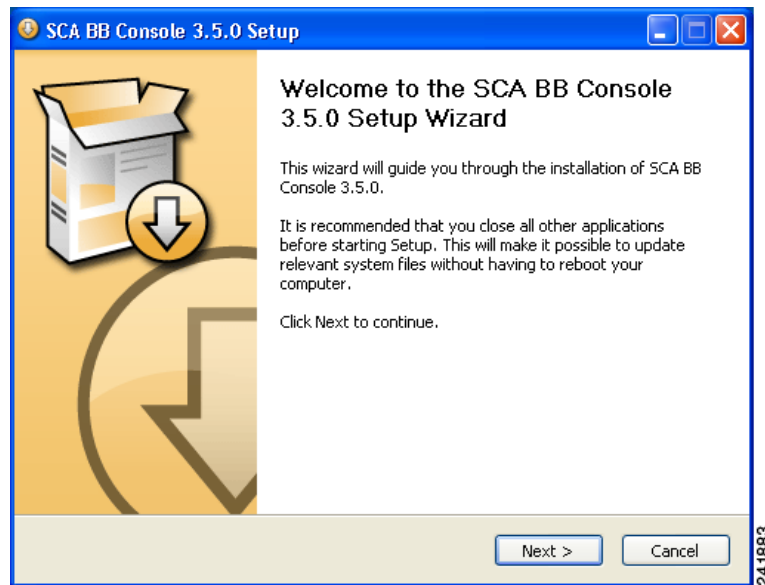 SCA BB Console 3.5.0 Setup
Welcome to the SCA BB Console
3.5.0 Setup Wizard
This wizard will guide you through the installation of SCA BB
Console 3.5.0.
It is recommended that you close all other applications
before starting Setup. This will make it possible to update
relevant system files without having to reboot your
computer.
Click Next to continue.
Next >
Cancel
241883